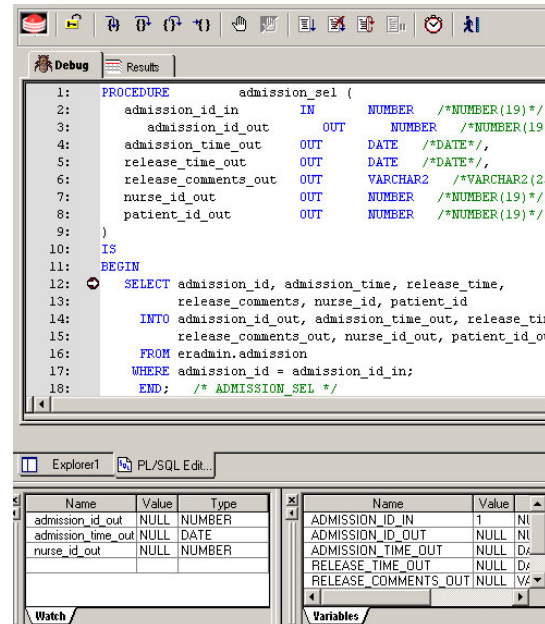 Debug Results
1: PROCEDURE admission_sel (
2: admission_id_in IN NUMBER /*NUMBER(19)*/
3: admission_id_out OUT NUMBER /*NUMBER(19
4: admission_time_out OUT DATE /*DATE*/,
5: release_time_out OUT DATE /*DATE*/,
6: release_comments_out OUT VARCHAR2 /*VARCHAR2(2
7: nurse_id_out OUT NUMBER /*NUMBER(19)*/
8: patient_id_out OUT NUMBER /*NUMBER(19)*/
9: )
10: IS
11: BEGIN
12: SELECT admission_id, admission_time, release_time,
13: release_comments, nurse_id, patient_id
14: INTO admission_id_out, admission_time_out, release_ti
15: release_comments_out, nurse_id_out, patient_id_o
16: FROM eradmin.admission
17: WHERE admission_id = admission_id_in;
18: END; /* ADMISSION_SEL */
Explorer1 PL/SQL Edit...
Name Value Type
admission_id_out NULL NUMBER
admission_time_out NULL DATE
nurse_id_out NULL NUMBER
Watch
Name Value
ADMISSION_ID_IN 1 NU
ADMISSION_ID_OUT NULL NU
ADMISSION_TIME_OUT NULL DA
RELEASE_TIME_OUT NULL DA
RELEASE_COMMENTS_OUT NULL VA
Variables